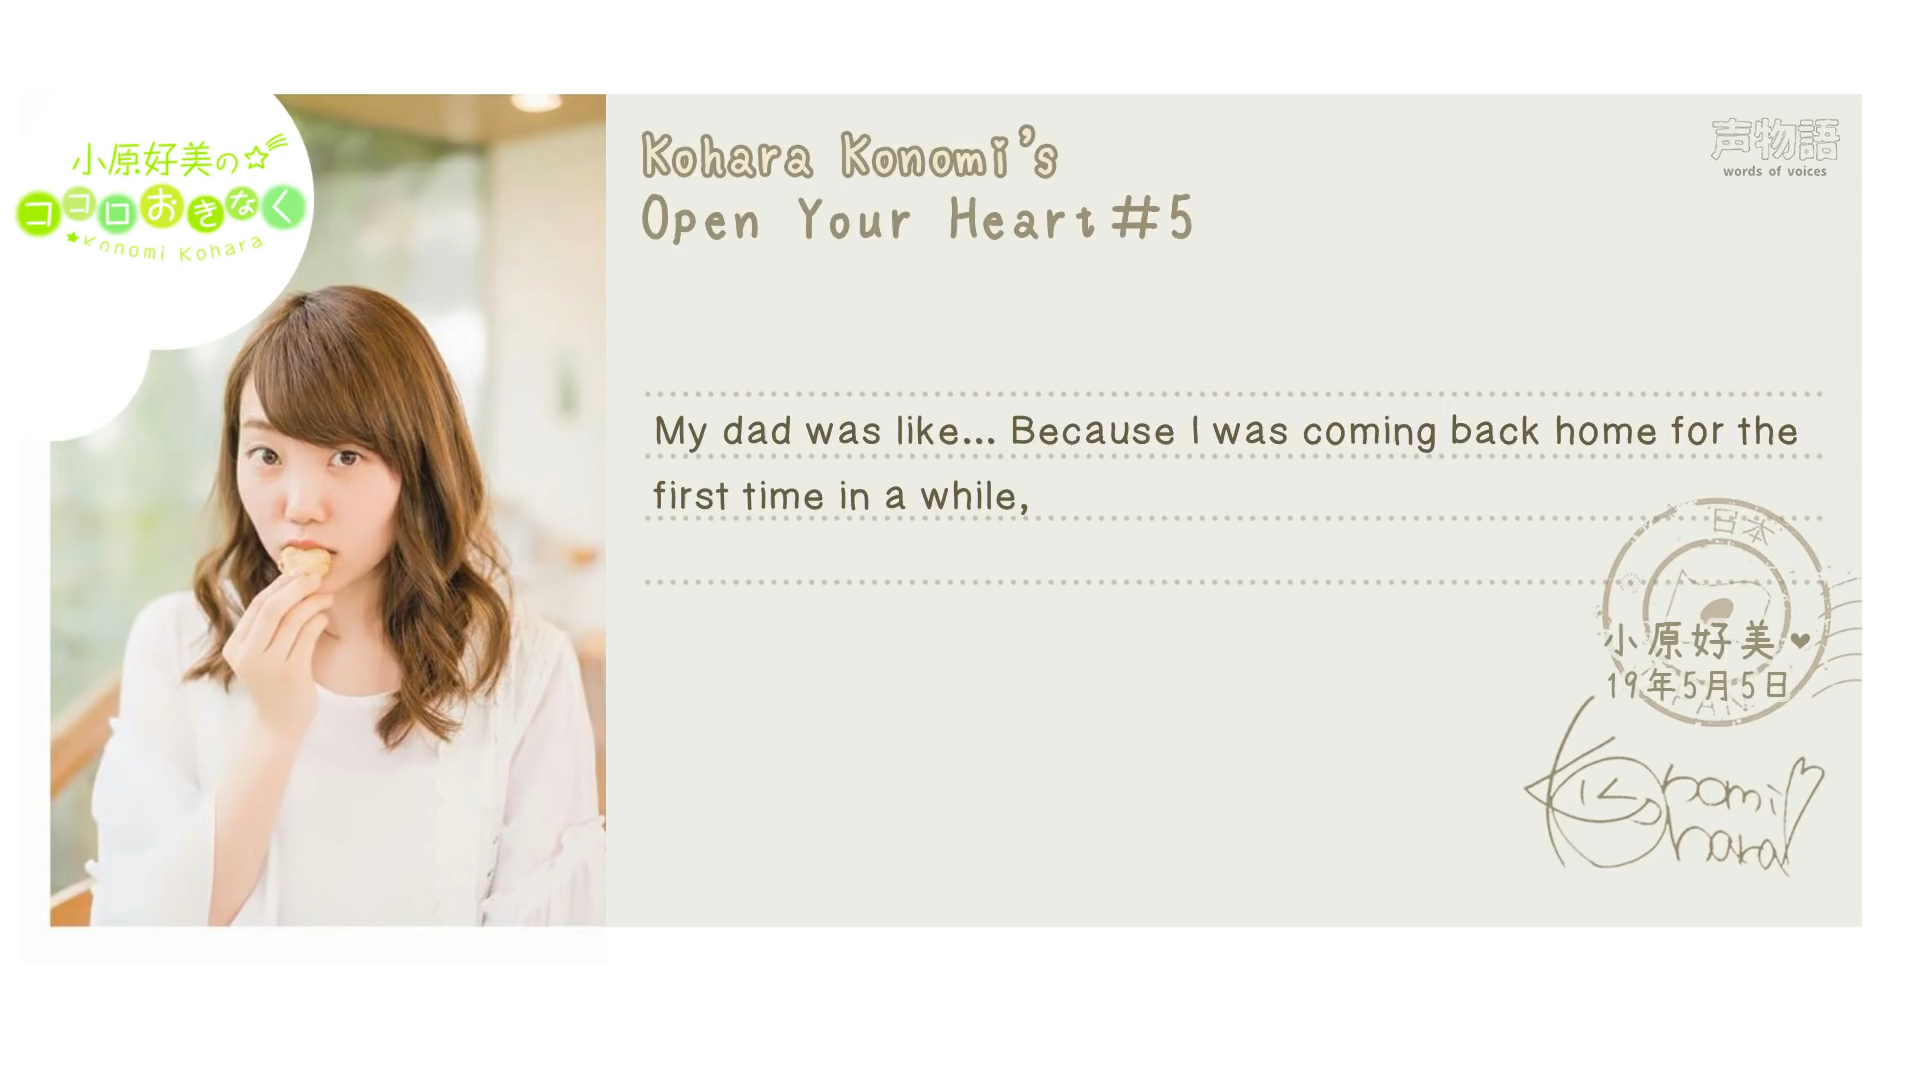 小原好美の☆
ココロおきなく
★Konomi Kohara
Kohara Konomi's
Open Your Heart#5
声物語
words of voices
My dad was like... Because I was coming back home for the
first time in a while,
日本
小原好美♥
19年5月5日
JAPAN
Konomi
Kohara